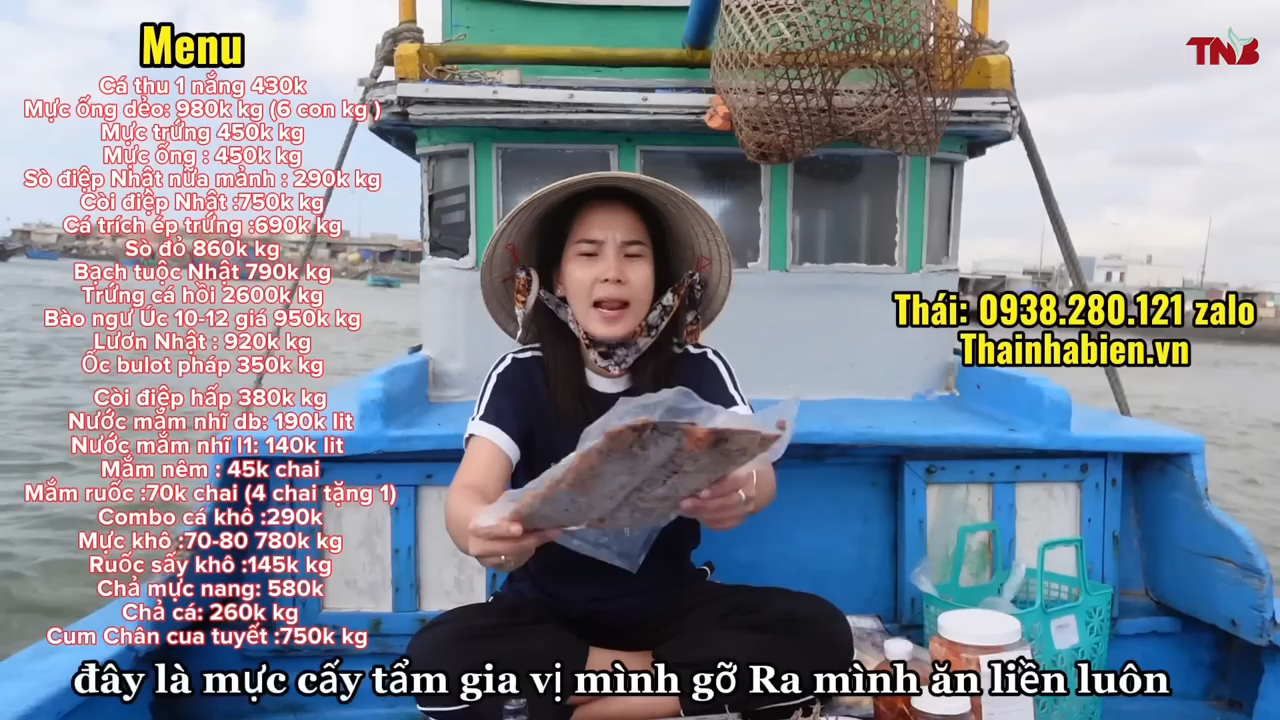 Menu
Cá thu 1 nắng 430k
Mực ống dẻo: 980k kg (6 con kg )
Mực trứng 450k kg
Mực ống : 450k kg
Sò điệp Nhật nữa mảnh : 290k kg
Còi điệp Nhật :750k kg
Cá trích ép trứng :690k kg
Sò đỏ 860k kg
Bạch tuộc Nhật 790k kg
Trứng cá hồi 2600k kg
Bào ngư Úc 10-12 giá 950k kg
Lươn Nhật : 920k kg
Ốc bulot pháp 350k kg
Còi điệp hấp 380k kg
Nước mắm nhĩ db: 190k lit
Nước mắm nhĩ l1: 140k lit
Mắm nêm : 45k chai
Mắm ruốc :70k chai (4 chai tặng 1)
Combo cá khô :290k
Mực khô :70-80 780k kg
Ruốc sấy khô :145k kg
Chả mực nang: 580k
Chả cá: 260k kg
Cum Chân cua tuyết :750k kg
TNB
Thái: 0938.280.121 zalo
Thainhabien.vn
đây là mực cấy tẩm gia vị mình gỡ Ra mình ăn liền luôn